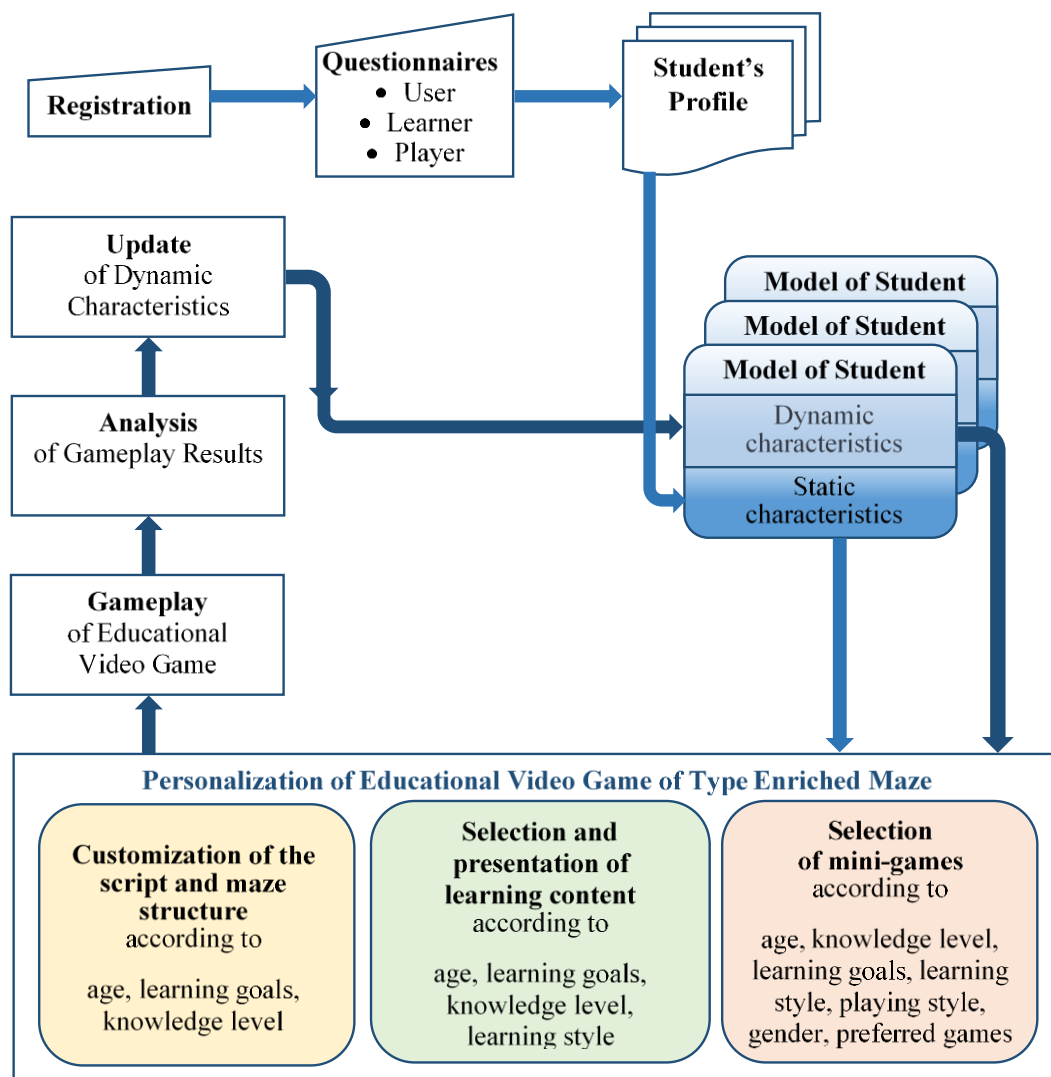 Registration
Questionnaires
• User
• Learner
• Player
Student’s
Profile
Update
of Dynamic
Characteristics
Analysis
of Gameplay Results
Gameplay
of Educational
Video Game
Model of Student
Model of Student
Model of Student
Dynamic
characteristics
Static
characteristics
Personalization of Educational Video Game of Type Enriched Maze
Customization of the
script and maze
structure
according to
age, learning goals,
knowledge level
Selection and
presentation of
learning content
according to
age, learning goals,
knowledge level,
learning style
Selection
of mini-games
according to
age, knowledge level,
learning goals, learning
style, playing style,
gender, preferred games